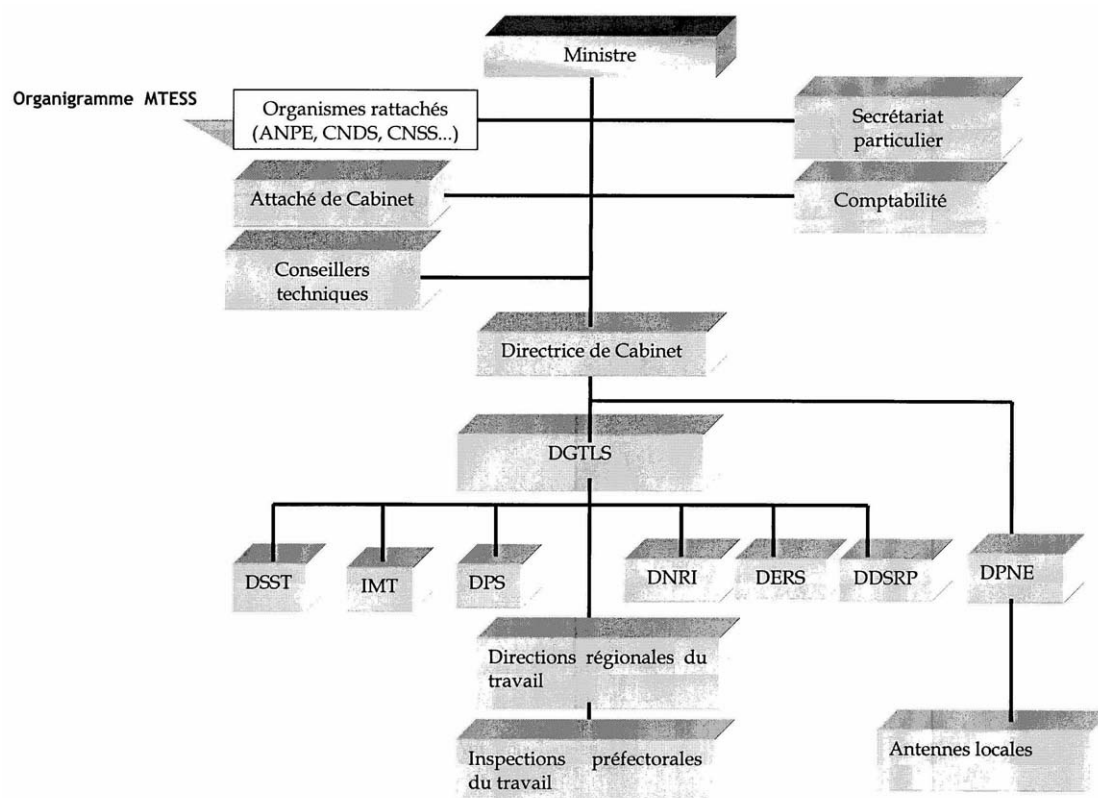 Ministre
Organigramme MTESS
Organismes rattachés
(ANPE, CNDS, CNSS...)
Secrétariat
particulier
Attaché de Cabinet
Comptabilité
Conseillers
techniques
Directrice de Cabinet
DGTLS
DSST
IMT
DPS
DNRI
DERS
DDSRP
DPNE
Directions régionales du
travail
Inspections préfectorales
du travail
Antennes locales